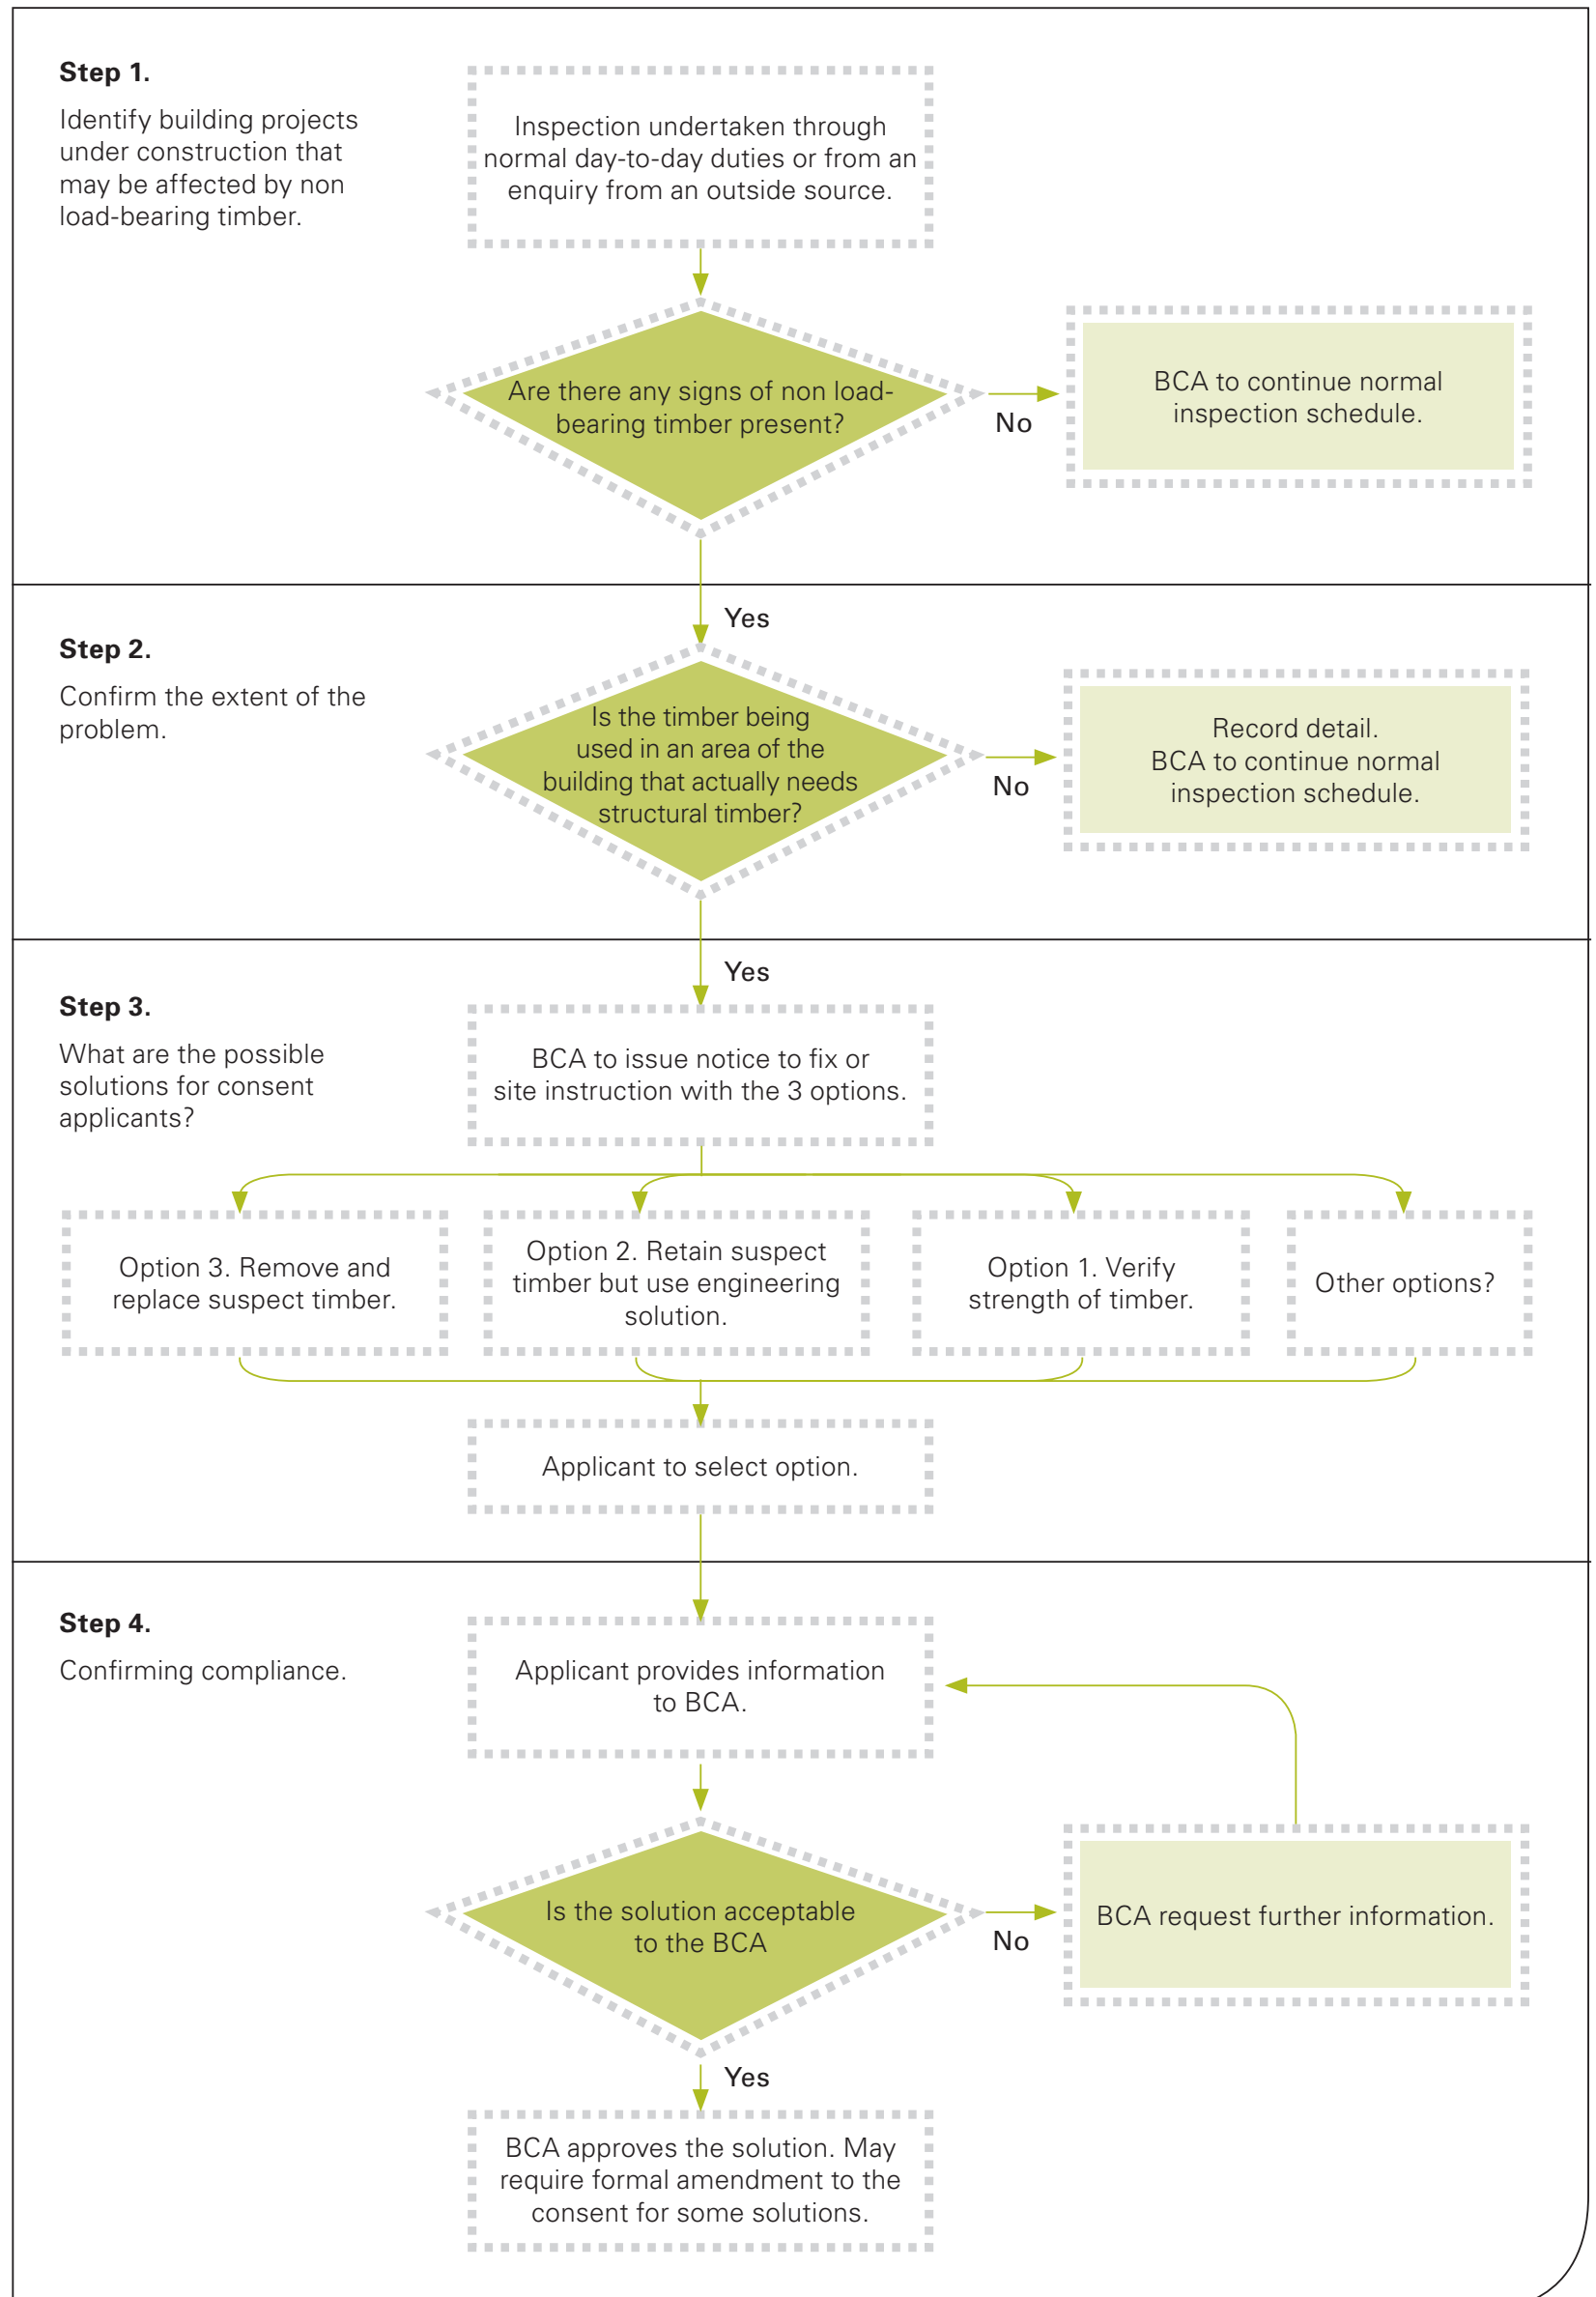 Step 1.
Identify building projects
under construction that
may be affected by non
load-bearing timber.
Inspection undertaken through
normal day-to-day duties or from an
enquiry from an outside source.
Are there any signs of non load-
bearing timber present?
No
BCA to continue normal
inspection schedule.
Yes
Step 2.
Confirm the extent of the
problem.
Is the timber being
used in an area of the
building that actually needs
structural timber?
No
Record detail.
BCA to continue normal
inspection schedule.
Yes
Step 3.
What are the possible
solutions for consent
applicants?
BCA to issue notice to fix or
site instruction with the 3 options.
Option 3. Remove and
replace suspect timber.
Option 2. Retain suspect
timber but use engineering
solution.
Option 1. Verify
strength of timber.
Other options?
Applicant to select option.
Step 4.
Confirming compliance.
Applicant provides information
to BCA.
Is the solution acceptable
to the BCA
No
BCA request further information.
Yes
BCA approves the solution. May
require formal amendment to the
consent for some solutions.